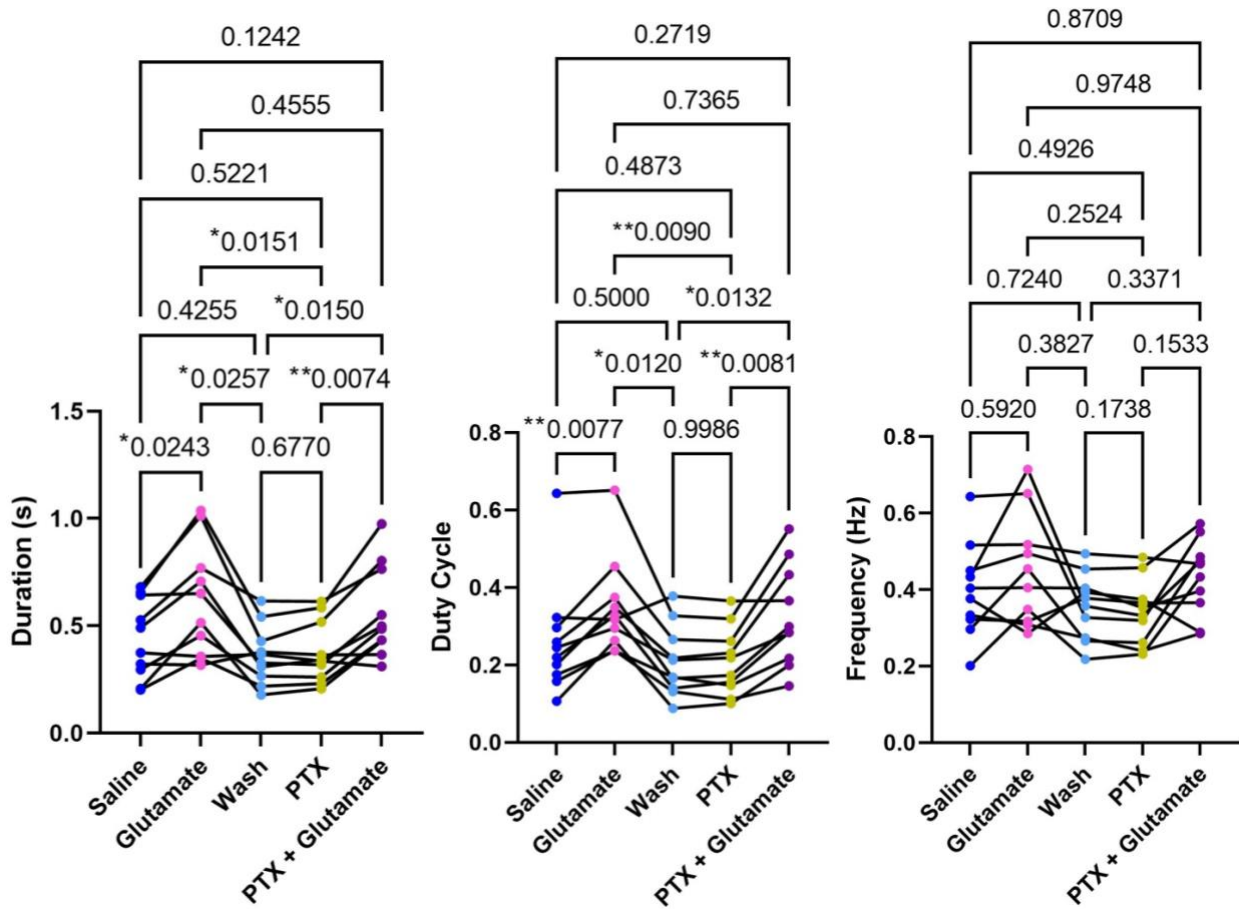 0.1242
0.4555
0.5221
*0.0151
0.4255 *0.0150
*0.0257 **0.0074
*0.0243 0.6770
Duration (s)
1.5
1.0
0.5
0.0
Saline
Glutamate
Wash
PTX
PTX + Glutamate
0.2719
0.7365
0.4873
**0.0090
0.5000 *0.0132
*0.0120 **0.0081
**0.0077 0.9986
Duty Cycle
0.8
0.6
0.4
0.2
0.0
Saline
Glutamate
Wash
PTX
PTX + Glutamate
0.8709
0.9748
0.4926
0.2524
0.7240 0.3371
0.3827 0.1533
0.5920 0.1738
Frequency (Hz)
0.8
0.6
0.4
0.2
0.0
Saline
Glutamate
Wash
PTX
PTX + Glutamate